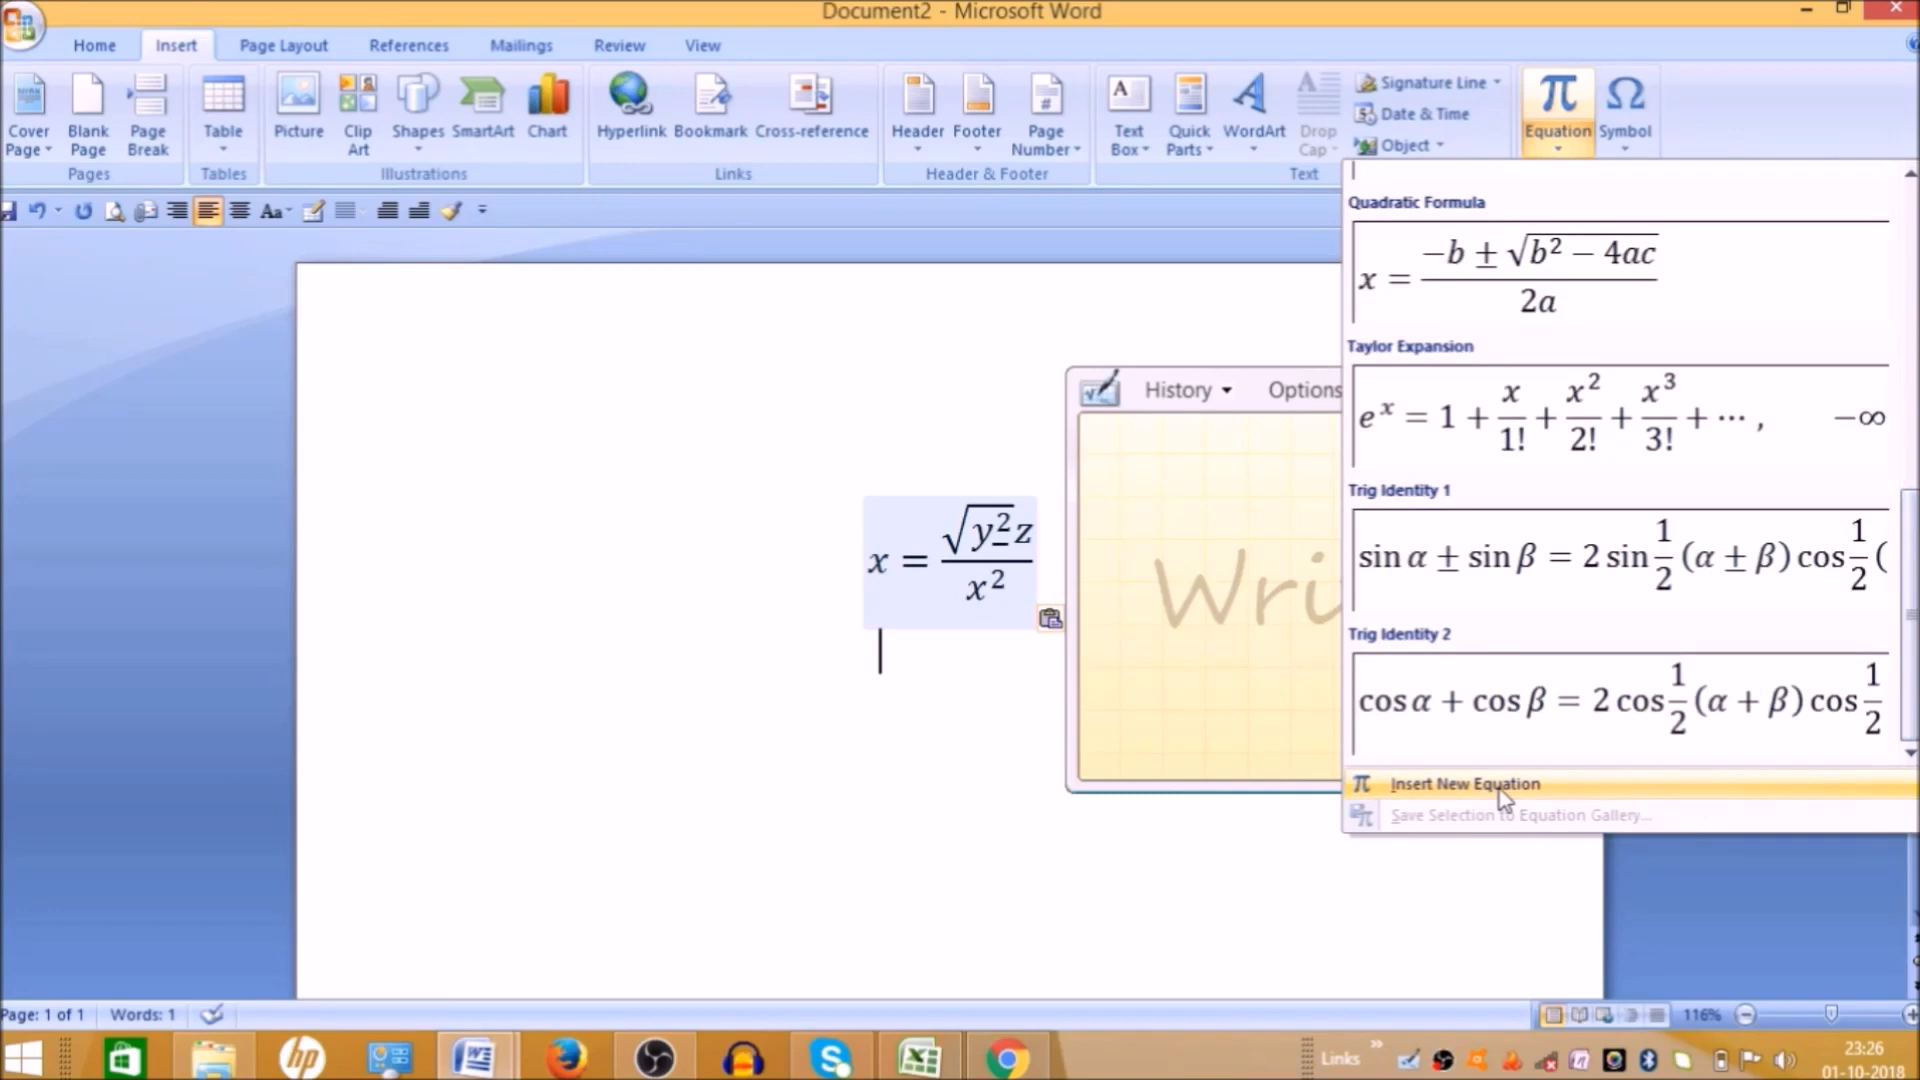 Document2 - Microsoft Word
Home Insert Page Layout References Mailings Review View
Cover Page Blank Page Page Break Table Picture Clip Art Shapes SmartArt Chart Hyperlink Bookmark Cross-reference Header Footer Page Number Text Box Quick Parts WordArt Drop Cap Signature Line Date & Time Object Equation Symbol
Pages Tables Illustrations Links Header & Footer Text
Aa
Quadratic Formula
x = (−b ± √(b² − 4ac)) / 2a
Taylor Expansion
eˣ = 1 + x/1! + x²/2! + x³/3! + ⋯ , −∞
Trig Identity 1
sin α ± sin β = 2 sin 1/2 (α ± β) cos 1/2 (
Trig Identity 2
cos α + cos β = 2 cos 1/2 (α + β) cos 1/2
Insert New Equation
Save Selection to Equation Gallery...
History Options
Wri
x = √(y²) z / x²
Page: 1 of 1 Words: 1 116%
Links
23:26
01-10-2018